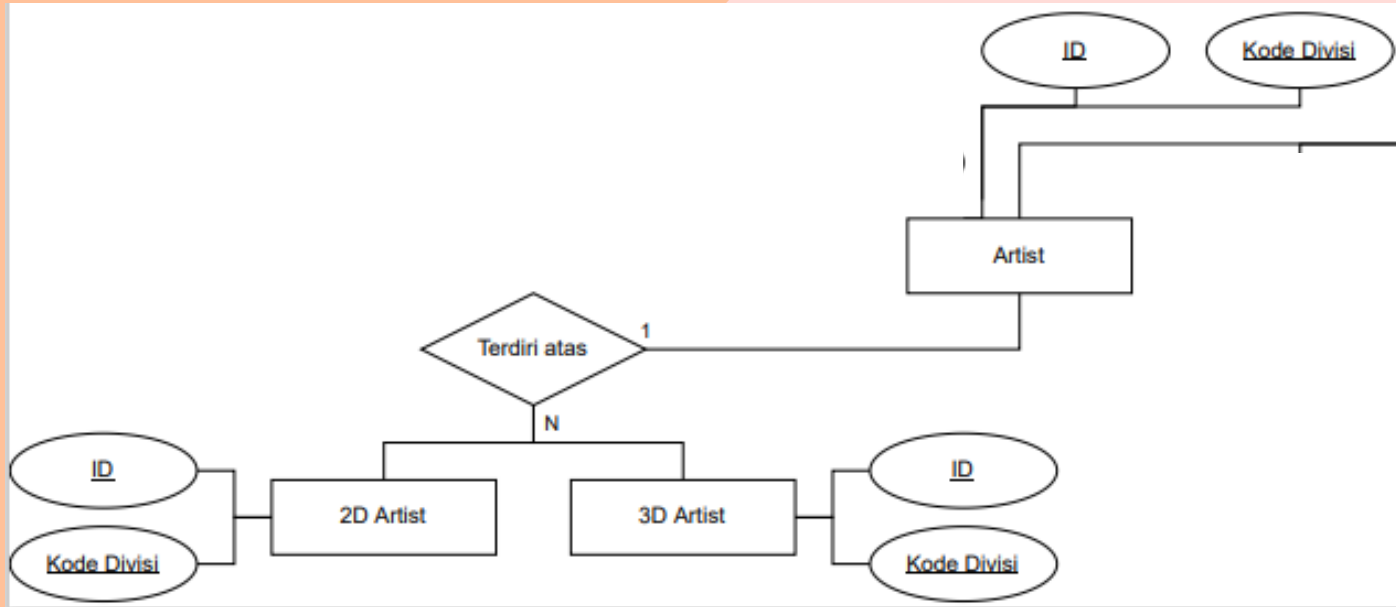 ID
Kode Divisi
Artist
Terdiri atas
1
N
ID
2D Artist
3D Artist
ID
Kode Divisi
Kode Divisi